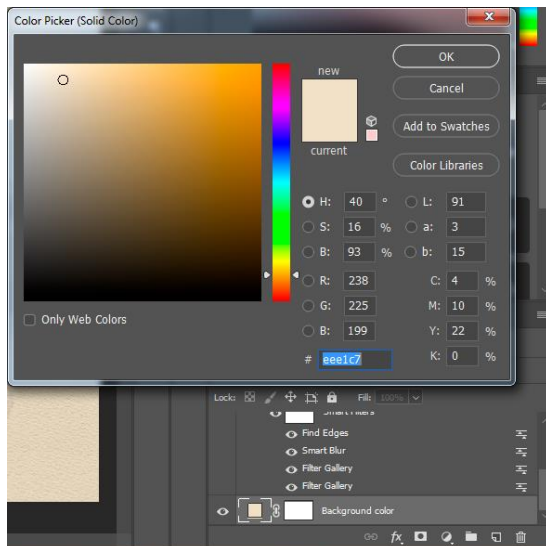 Color Picker (Solid Color)
OK
new
Cancel
Add to Swatches
current
Color Libraries
H: 40 °
L: 91
S: 16 %
a: 3
B: 93 %
b: 15
R: 238
C: 4 %
G: 225
M: 10 %
B: 199
Y: 22 %
# eee1c7
K: 0 %
Only Web Colors
Lock:
Fill: 100%
Smart Filters
Find Edges
Smart Blur
Filter Gallery
Filter Gallery
Background color
fx